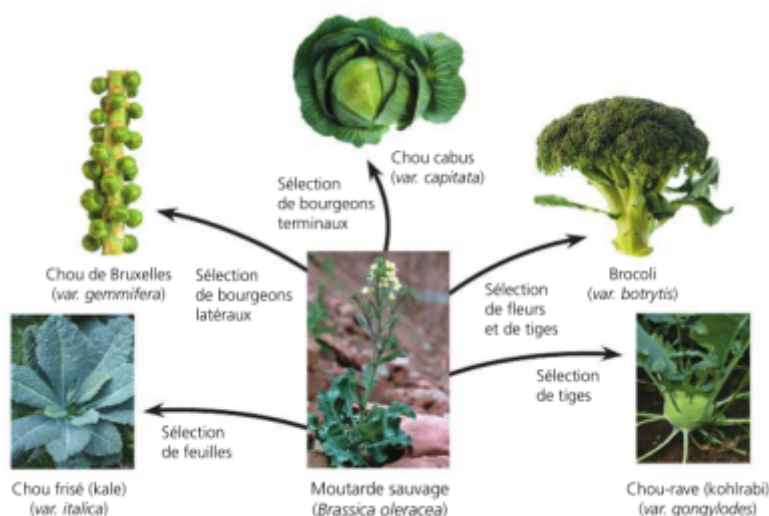 Chou cabus
(var. capitata)
Sélection
de bourgeons
terminaux
Chou de Bruxelles
(var. gemmifera)
Sélection
de bourgeons
latéraux
Brocoli
(var. botrytis)
Sélection
de fleurs
et de tiges
Sélection
de tiges
Sélection
de feuilles
Chou frisé (kale)
(var. italica)
Moutarde sauvage
(Brassica oleracea)
Chou-rave (kohlrabi)
(var. gongylodes)